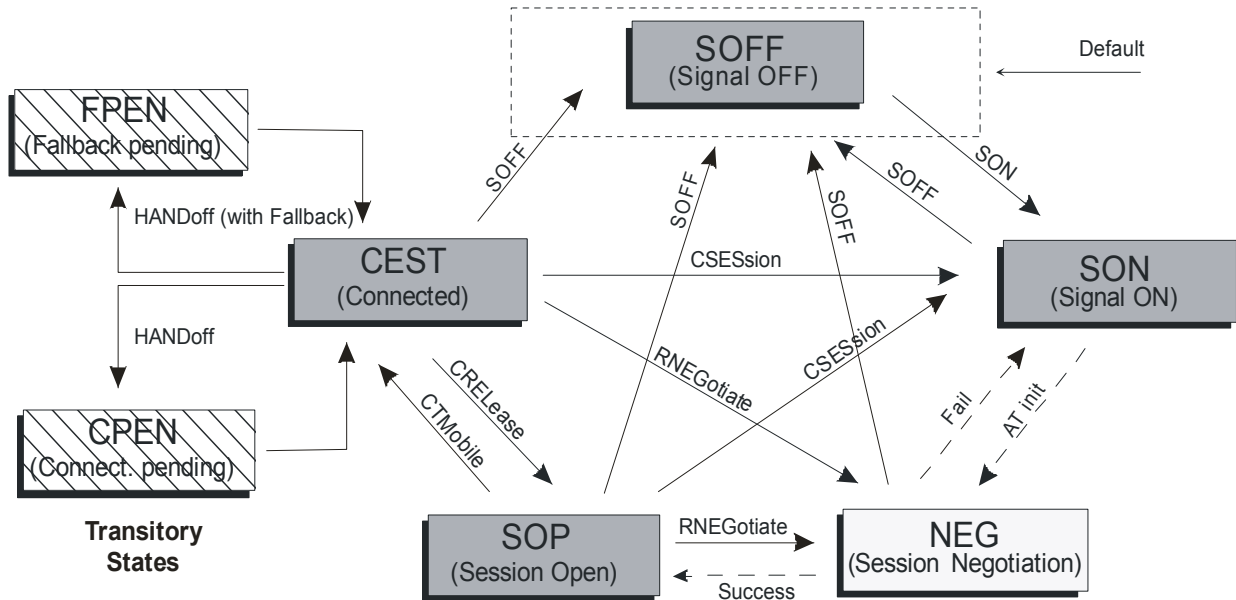 SOFF
(Signal OFF)
Default
FPEN
(Fallback pending)
SOFF
SOFF
SOFF
SOFF
SON
HANDoff (with Fallback)
CEST
(Connected)
CSESsion
SON
(Signal ON)
HANDoff
RNEGotiate
CSESsion
CRELease
CTMobile
Fail
AT init
CPEN
(Connect. pending)
Transitory
States
SOP
(Session Open)
RNEGotiate
Success
NEG
(Session Negotiation)